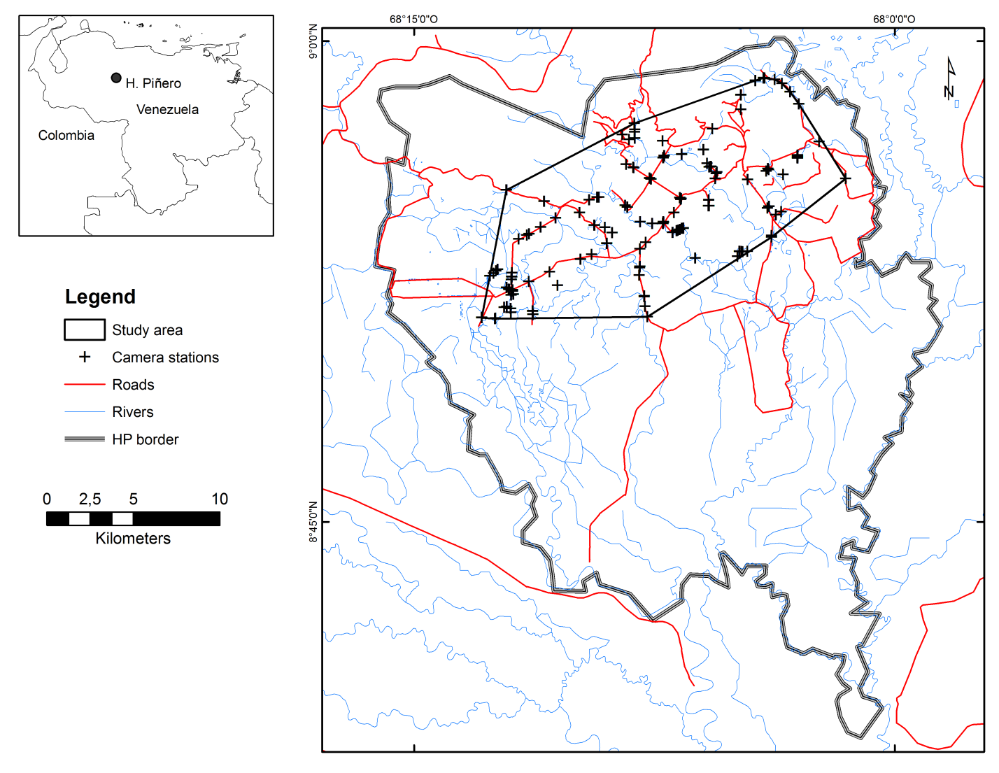 68°15'0"O
68°0'0"O
9°0'0"N
H. Piñero
Venezuela
Colombia
N
Legend
Study area
Camera stations
Roads
Rivers
HP border
0 2,5 5 10
Kilometers
8°45'0"N